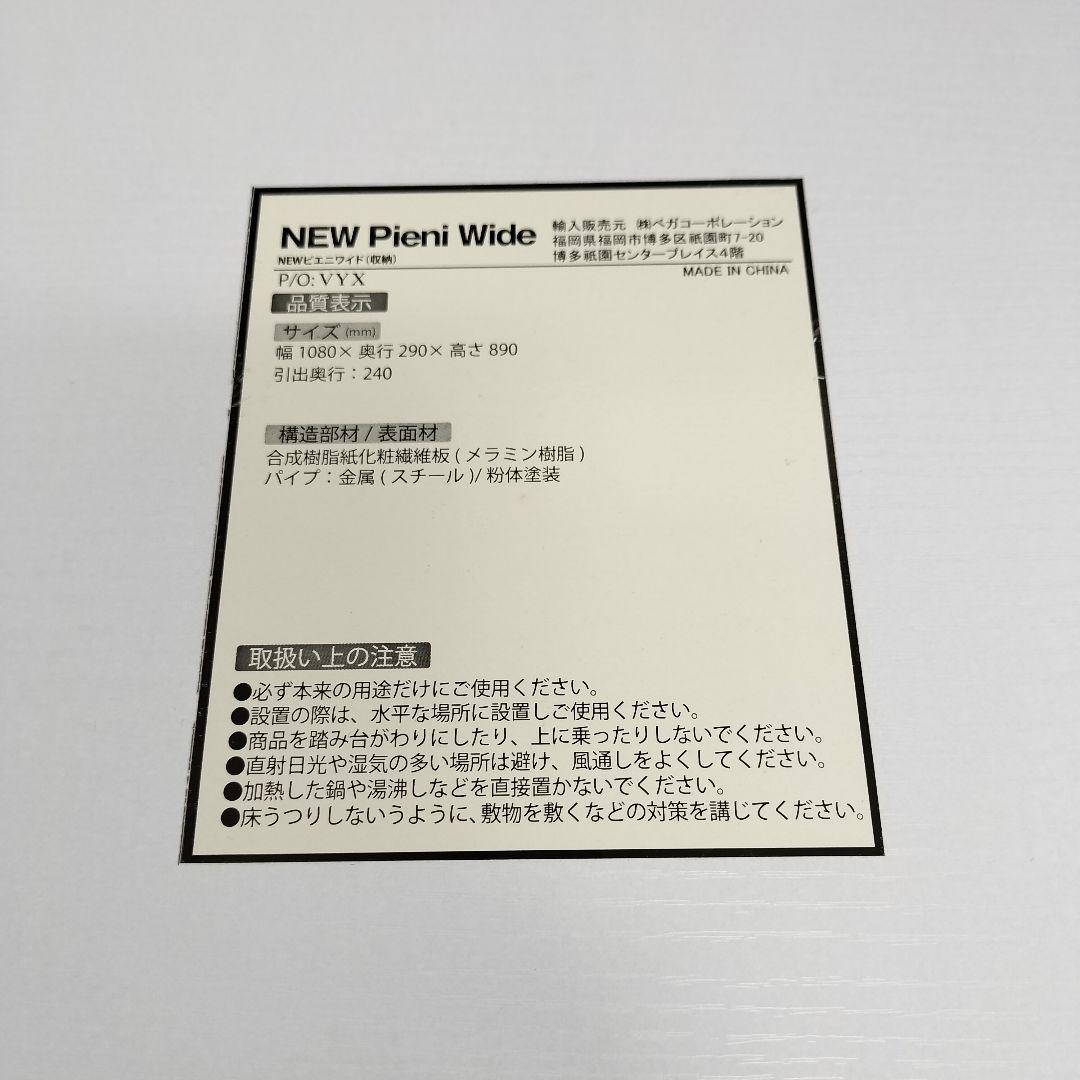 NEW Pieni Wide
NEWピエニワイド(収納)
輸入販売元 ㈱ベガコーポレーション
福岡県福岡市博多区祇園町7-20
博多祇園センタープレイス4階
MADE IN CHINA
P/O: VYX
品質表示
サイズ(mm)
幅 1080× 奥行 290× 高さ 890
引出奥行：240
構造部材 / 表面材
合成樹脂紙化粧繊維板 ( メラミン樹脂 )
パイプ：金属 ( スチール )/ 粉体塗装
取扱い上の注意
●必ず本来の用途だけにご使用ください。
●設置の際は、水平な場所に設置しご使用ください。
●商品を踏み台がわりにしたり、上に乗ったりしないでください。
●直射日光や湿気の多い場所は避け、風通しをよくしてください。
●加熱した鍋や湯沸しなどを直接置かないでください。
●床うつりしないうように、敷物を敷くなどの対策を講じてください。